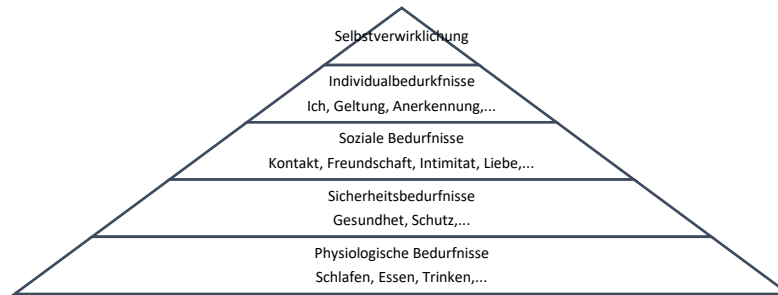 Selbstverwirklichung
Individualbedurkfnisse
Ich, Geltung, Anerkennung,...
Soziale Bedurfnisse
Kontakt, Freundschaft, Intimitat, Liebe,...
Sicherheitsbedurfnisse
Gesundhet, Schutz,...
Physiologische Bedurfnisse
Schlafen, Essen, Trinken,...